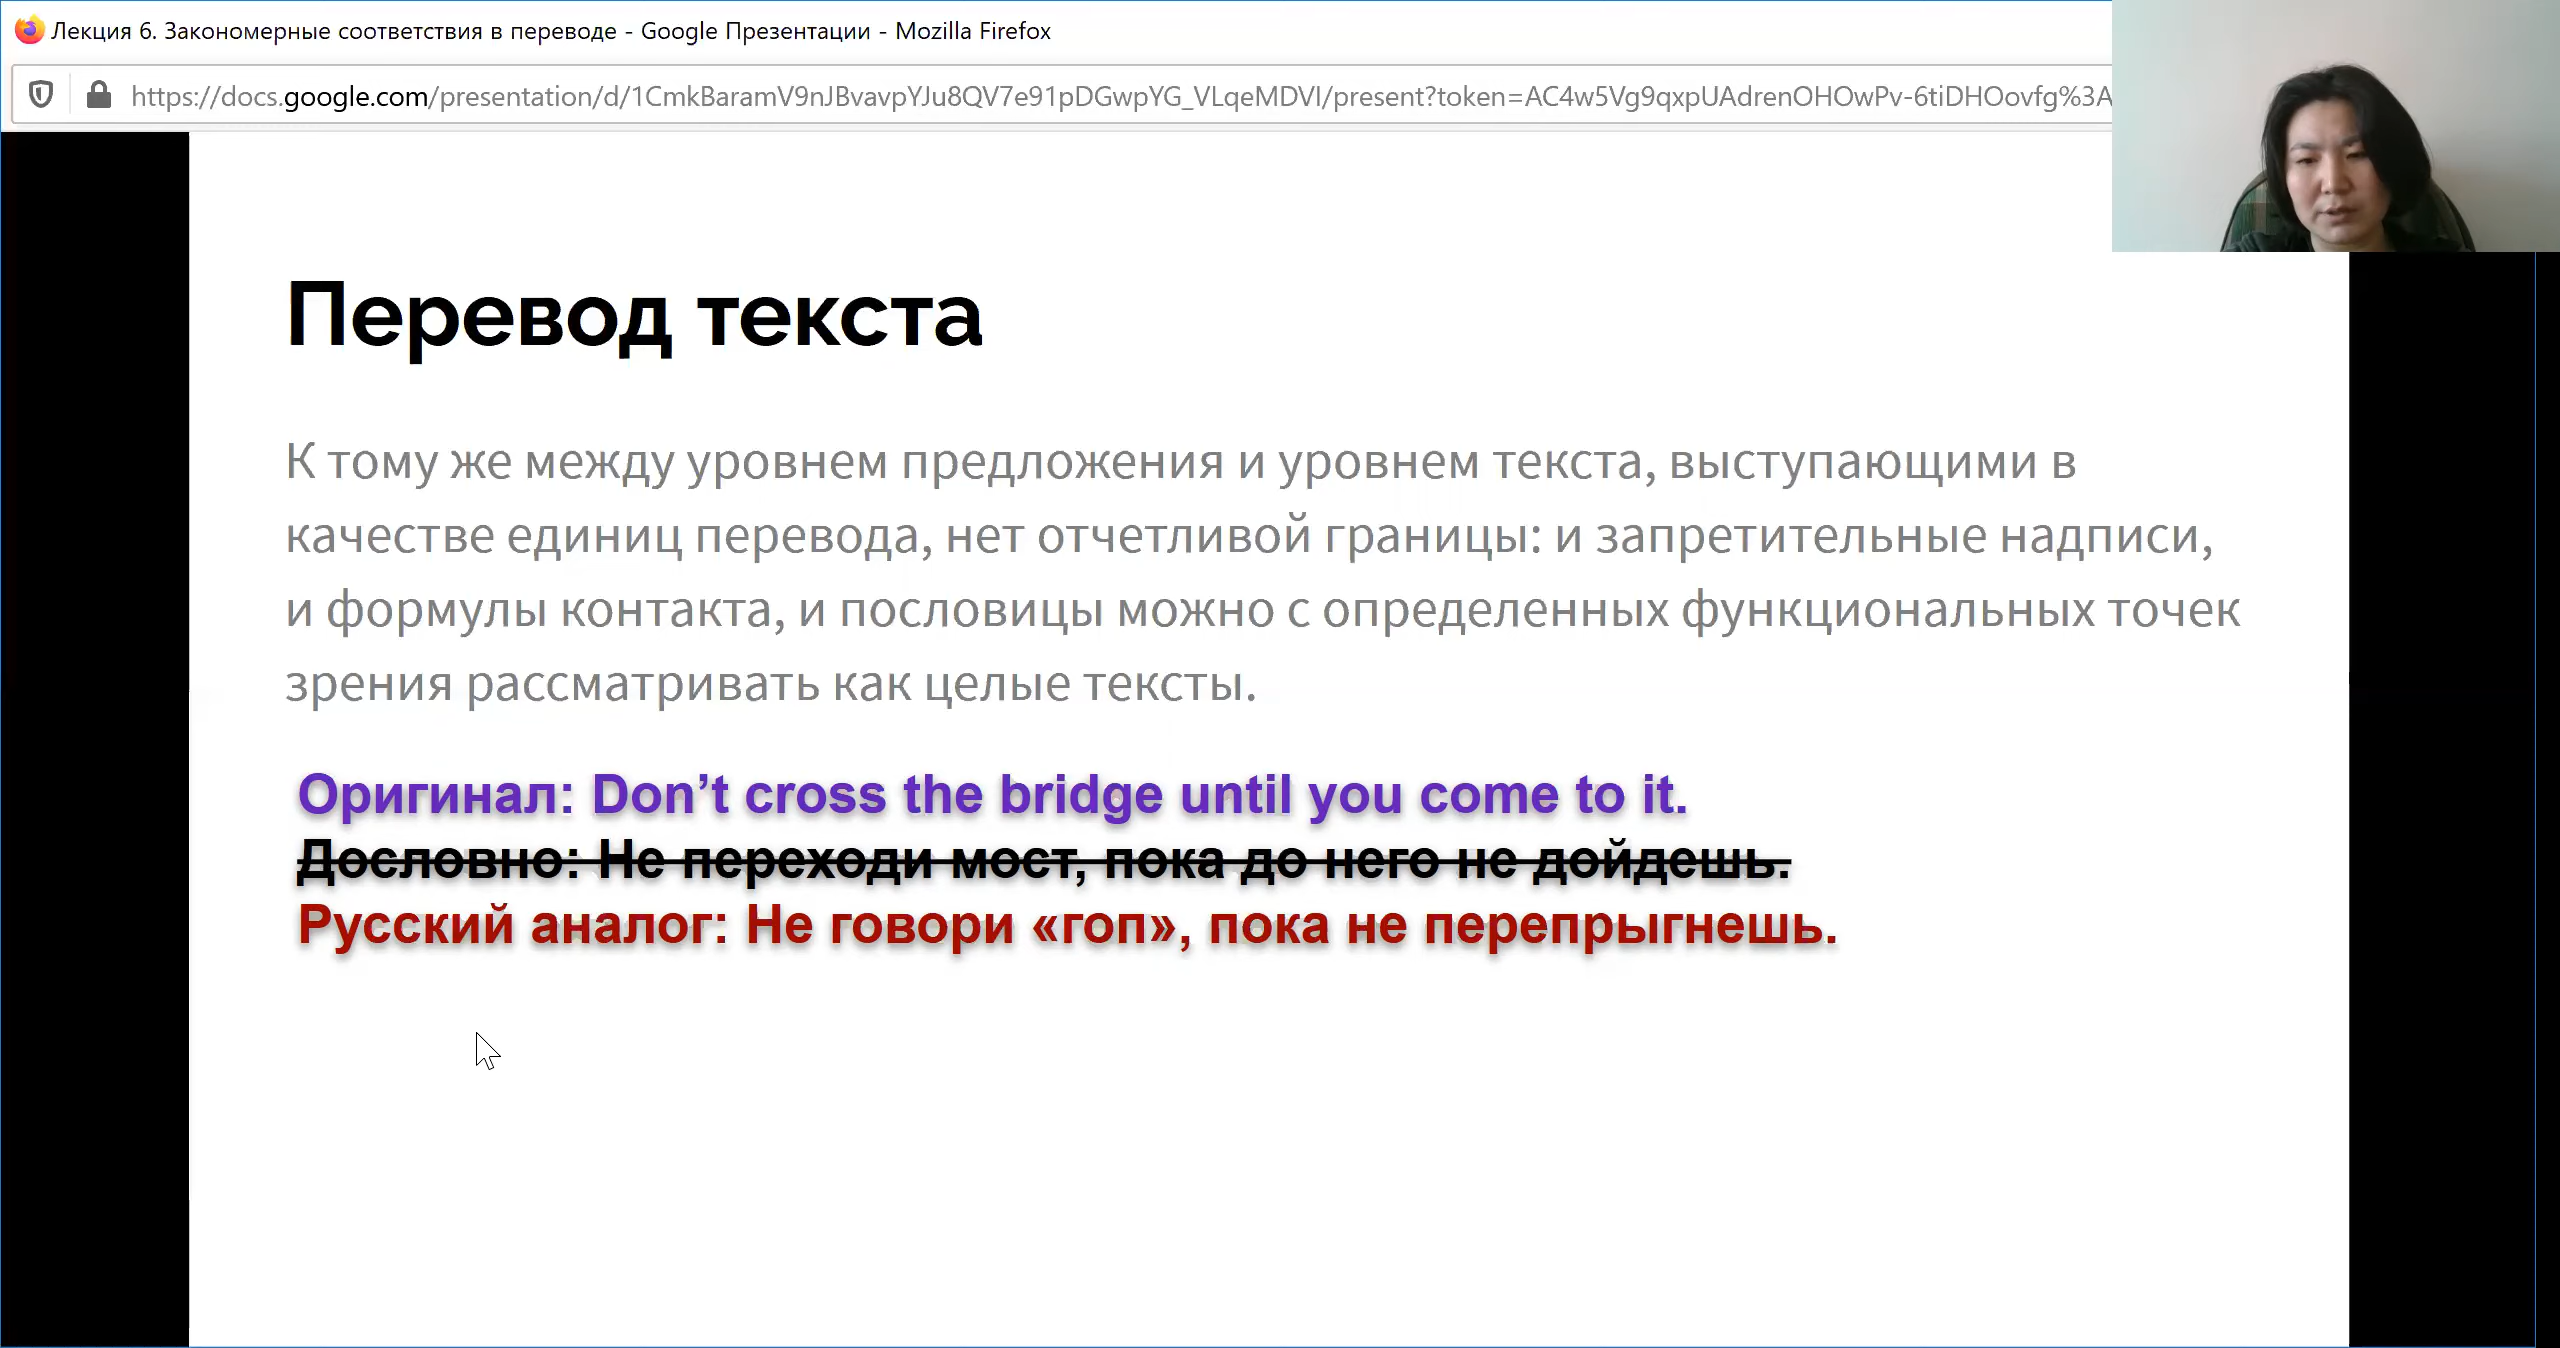 Лекция 6. Закономерные соответствия в переводе - Google Презентации - Mozilla Firefox
https://docs.google.com/presentation/d/1CmkBaramV9nJBvavpYJu8QV7e91pDGwpYG_VLqeMDVI/present?token=AC4w5Vg9qxpUAdrenOHOwPv-6tiDHOovfg%3A
Перевод текста
К тому же между уровнем предложения и уровнем текста, выступающими в
качестве единиц перевода, нет отчетливой границы: и запретительные надписи,
и формулы контакта, и пословицы можно с определенных функциональных точек
зрения рассматривать как целые тексты.
Оригинал: Don’t cross the bridge until you come to it.
Дословно: Не переходи мост, пока до него не дойдешь.
Русский аналог: Не говори «гоп», пока не перепрыгнешь.